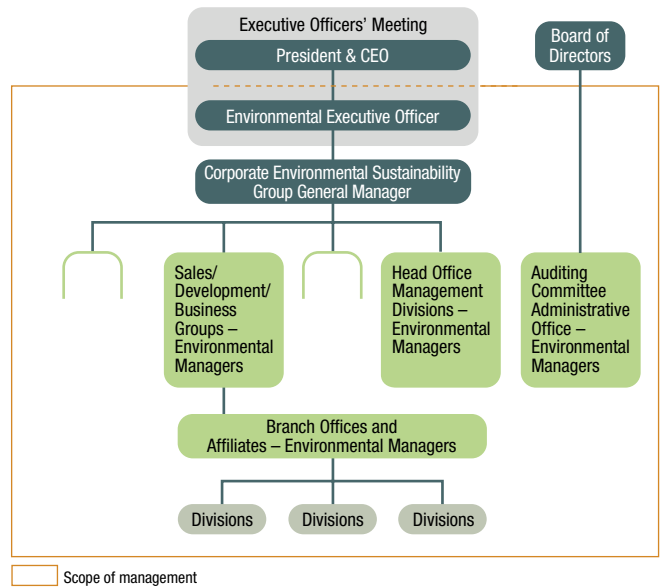 Executive Officers' Meeting
President & CEO
Environmental Executive Officer
Board of
Directors
Corporate Environmental Sustainability
Group General Manager
Sales/
Development/
Business
Groups –
Environmental
Managers
Head Office
Management
Divisions –
Environmental
Managers
Auditing
Committee
Administrative
Office –
Environmental
Managers
Branch Offices and
Affiliates – Environmental Managers
Divisions
Divisions
Divisions
Scope of management